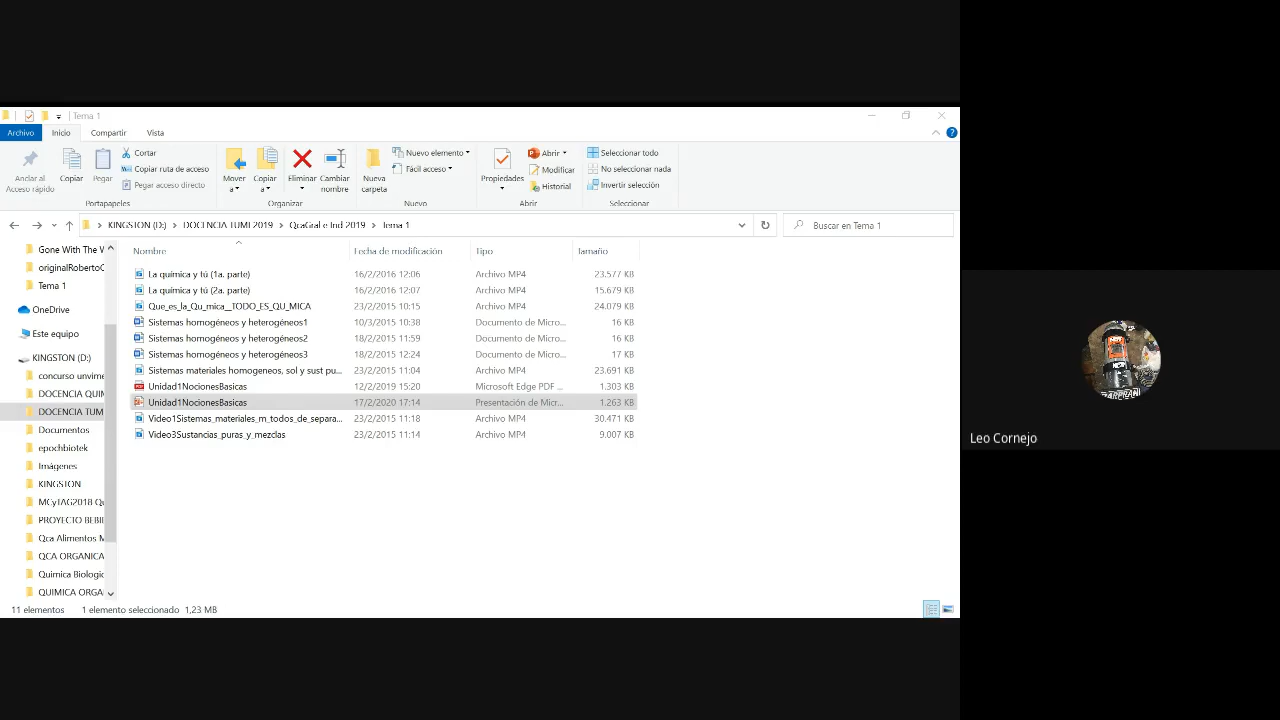 Tema 1
Archivo Inicio Compartir Vista
Anclar al Acceso rápido
Copiar
Pegar
Cortar
Copiar ruta de acceso
Pegar acceso directo
Portapapeles
Mover a
Copiar a
Eliminar
Cambiar nombre
Organizar
Nueva carpeta
Nuevo elemento
Fácil acceso
Nuevo
Propiedades
Abrir
Modificar
Historial
Abrir
Seleccionar todo
No seleccionar nada
Invertir selección
Seleccionar
KINGSTON (D:) > DOCENCIA TUMI 2019 > QcaGral e Ind 2019 > Tema 1
Buscar en Tema 1
Gone With The W
originalRobertoC
Tema 1
OneDrive
Este equipo
KINGSTON (D:)
concurso unvime
DOCENCIA QUIN
DOCENCIA TUM
Documentos
epochbiotek
Imágenes
KINGSTON
MCyTAG2018 Qu
PROYECTO BEBII
Qca Alimentos M
QCA ORGANICA
Quimica Biologic
QUIMICA ORGA
Nombre Fecha de modificación Tipo Tamaño
La química y tú (1a. parte) 16/2/2016 12:06 Archivo MP4 23.577 KB
La química y tú (2a. parte) 16/2/2016 12:07 Archivo MP4 15.679 KB
Que_es_la_Qu_mica__TODO_ES_QU_MICA 23/2/2015 10:15 Archivo MP4 24.079 KB
Sistemas homogéneos y heterogéneos1 10/3/2015 10:38 Documento de Micro... 16 KB
Sistemas homogéneos y heterogéneos2 18/2/2015 11:59 Documento de Micro... 16 KB
Sistemas homogéneos y heterogéneos3 18/2/2015 12:24 Documento de Micro... 17 KB
Sistemas materiales homogeneos, sol y sust pu... 23/2/2015 11:04 Archivo MP4 23.691 KB
Unidad1NocionesBasicas 12/2/2019 15:20 Microsoft Edge PDF ... 1.303 KB
Unidad1NocionesBasicas 17/2/2020 17:14 Presentación de Micr... 1.263 KB
Video1Sistemas_materiales_m_todos_de_separa... 23/2/2015 11:18 Archivo MP4 30.471 KB
Video3Sustancias_puras_y_mezclas 23/2/2015 11:14 Archivo MP4 9.007 KB
11 elementos 1 elemento seleccionado 1,23 MB
Leo Cornejo